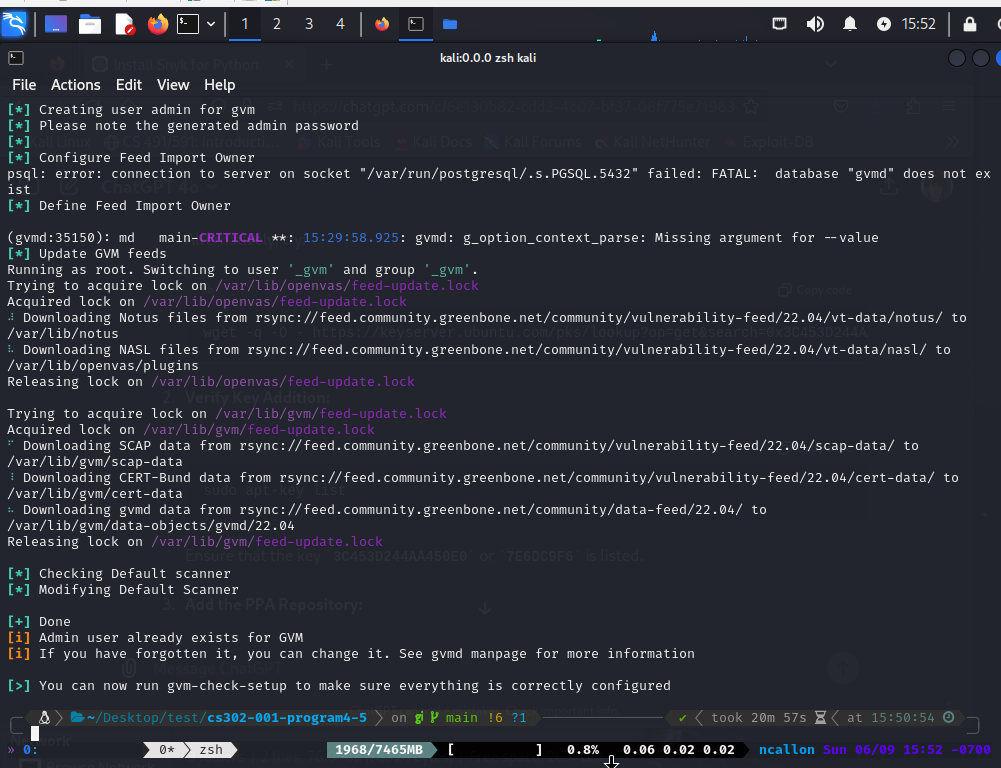 1 2 3 4 15:52
kali:0.0.0 zsh kali
File Actions Edit View Help
[*] Creating user admin for gvm
[*] Please note the generated admin password
[*]
[*] Configure Feed Import Owner
psql: error: connection to server on socket "/var/run/postgresql/.s.PGSQL.5432" failed: FATAL:  database "gvmd" does not ex
ist
[*] Define Feed Import Owner
(gvmd:35150): md   main-CRITICAL **: 15:29:58.925: gvmd: g_option_context_parse: Missing argument for --value
[*] Update GVM feeds
Running as root. Switching to user '_gvm' and group '_gvm'.
Trying to acquire lock on /var/lib/openvas/feed-update.lock
Acquired lock on /var/lib/openvas/feed-update.lock
Downloading Notus files from rsync://feed.community.greenbone.net/community/vulnerability-feed/22.04/vt-data/notus/ to
/var/lib/notus
Downloading NASL files from rsync://feed.community.greenbone.net/community/vulnerability-feed/22.04/vt-data/nasl/ to
/var/lib/openvas/plugins
Releasing lock on /var/lib/openvas/feed-update.lock
Trying to acquire lock on /var/lib/gvm/feed-update.lock
Acquired lock on /var/lib/gvm/feed-update.lock
Downloading SCAP data from rsync://feed.community.greenbone.net/community/vulnerability-feed/22.04/scap-data/ to
/var/lib/gvm/scap-data
Downloading CERT-Bund data from rsync://feed.community.greenbone.net/community/vulnerability-feed/22.04/cert-data/ to
/var/lib/gvm/cert-data
Downloading gvmd data from rsync://feed.community.greenbone.net/community/data-feed/22.04/ to
/var/lib/gvm/data-objects/gvmd/22.04
Releasing lock on /var/lib/gvm/feed-update.lock
[*] Checking Default scanner
[*] Modifying Default Scanner
[+] Done
[i] Admin user already exists for GVM
[i] If you have forgotten it, you can change it. See gvmd manpage for more information
[>] You can now run gvm-check-setup to make sure everything is correctly configured
~/Desktop/test/cs302-001-program4-5 on main !6 ?1 ✔ took 20m 57s at 15:50:54
» 0: 0* zsh 1968/7465MB [ ] 0.8% 0.06 0.02 0.02 ncallon Sun 06/09 15:52 -0700